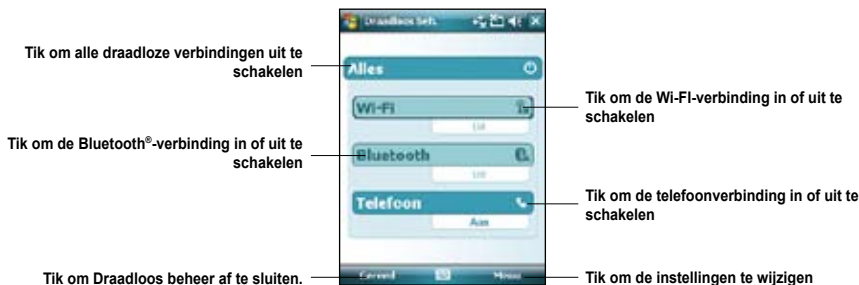 Draadloos beh.
Tik om alle draadloze verbindingen uit te
schakelen
Alles
Wi-Fi
Uit
Tik om de Wi-FI-verbinding in of uit te
schakelen
Tik om de Bluetooth®-verbinding in of uit te
schakelen
Bluetooth
Uit
Telefoon
Aan
Tik om de telefoonverbinding in of uit te
schakelen
Tik om Draadloos beheer af te sluiten.
Gereed
Menu
Tik om de instellingen te wijzigen